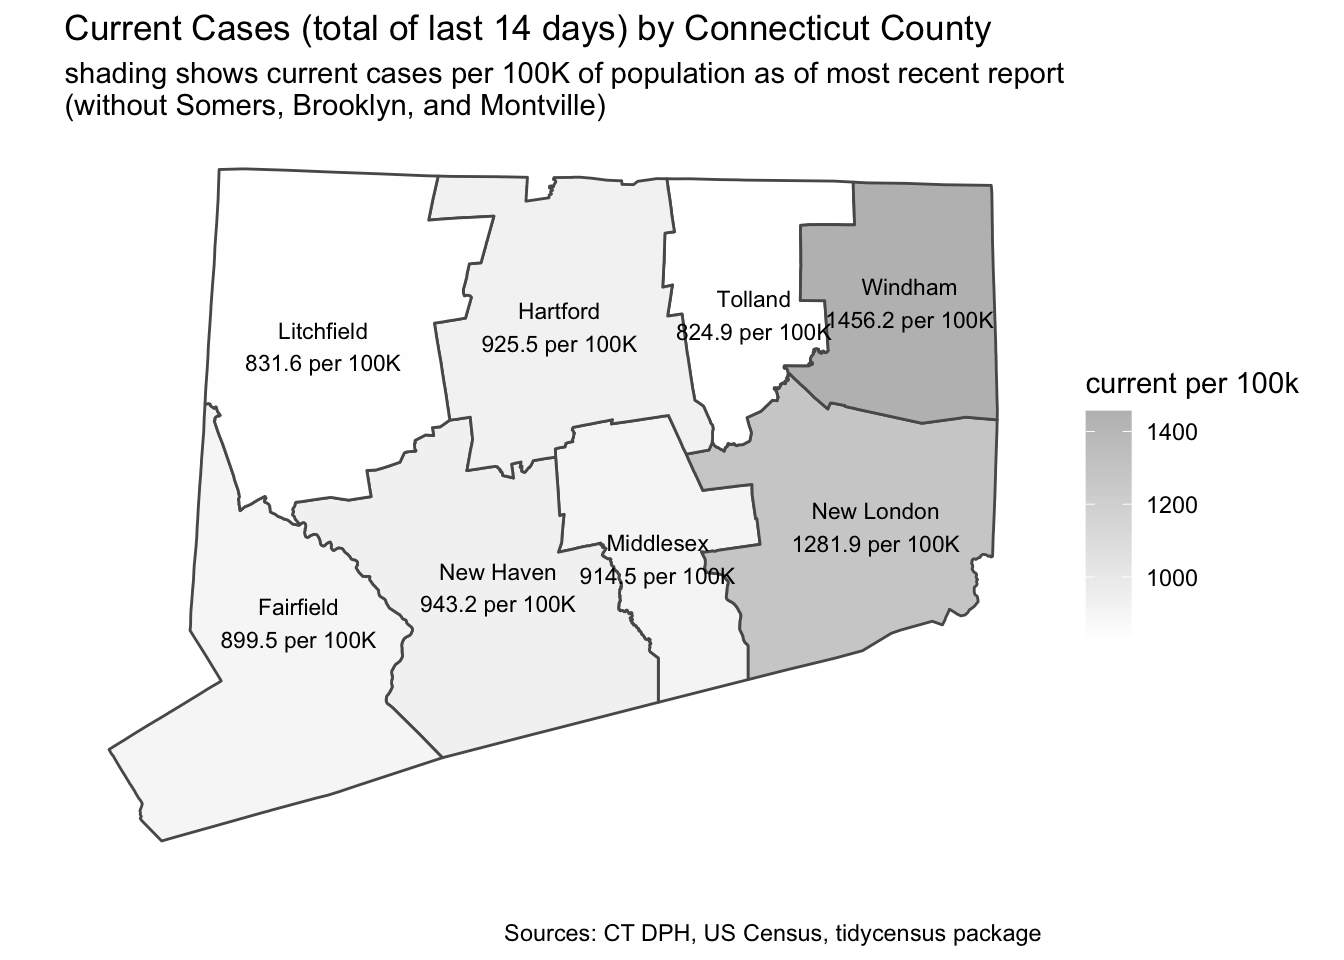 Current Cases (total of last 14 days) by Connecticut County
shading shows current cases per 100K of population as of most recent report
(without Somers, Brooklyn, and Montville)
Litchfield
831.6 per 100K
Hartford
925.5 per 100K
Tolland
824.9 per 100K
Windham
1456.2 per 100K
Fairfield
899.5 per 100K
New Haven
943.2 per 100K
Middlesex
914.5 per 100K
New London
1281.9 per 100K
current per 100k
1400
1200
1000
Sources: CT DPH, US Census, tidycensus package